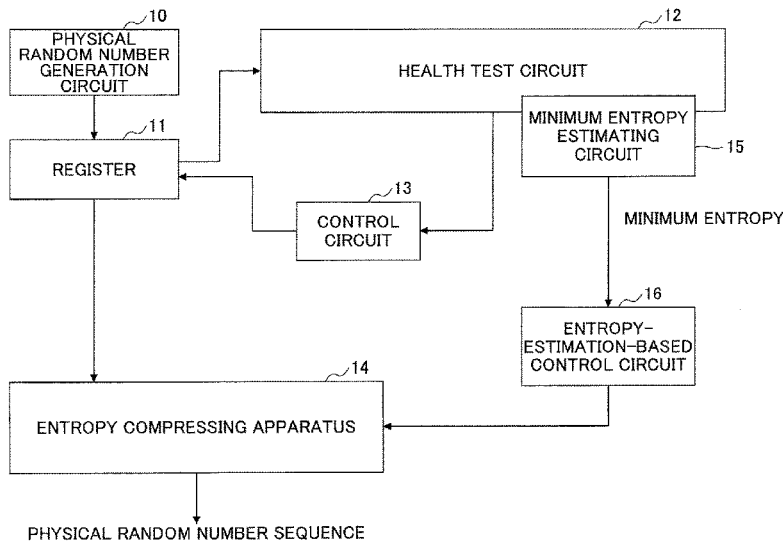 10
PHYSICAL
RANDOM NUMBER
GENERATION
CIRCUIT
12
HEALTH TEST CIRCUIT
11
REGISTER
MINIMUM ENTROPY
ESTIMATING
CIRCUIT
15
13
CONTROL
CIRCUIT
MINIMUM ENTROPY
16
ENTROPY-
ESTIMATION-BASED
CONTROL CIRCUIT
14
ENTROPY COMPRESSING APPARATUS
PHYSICAL RANDOM NUMBER SEQUENCE